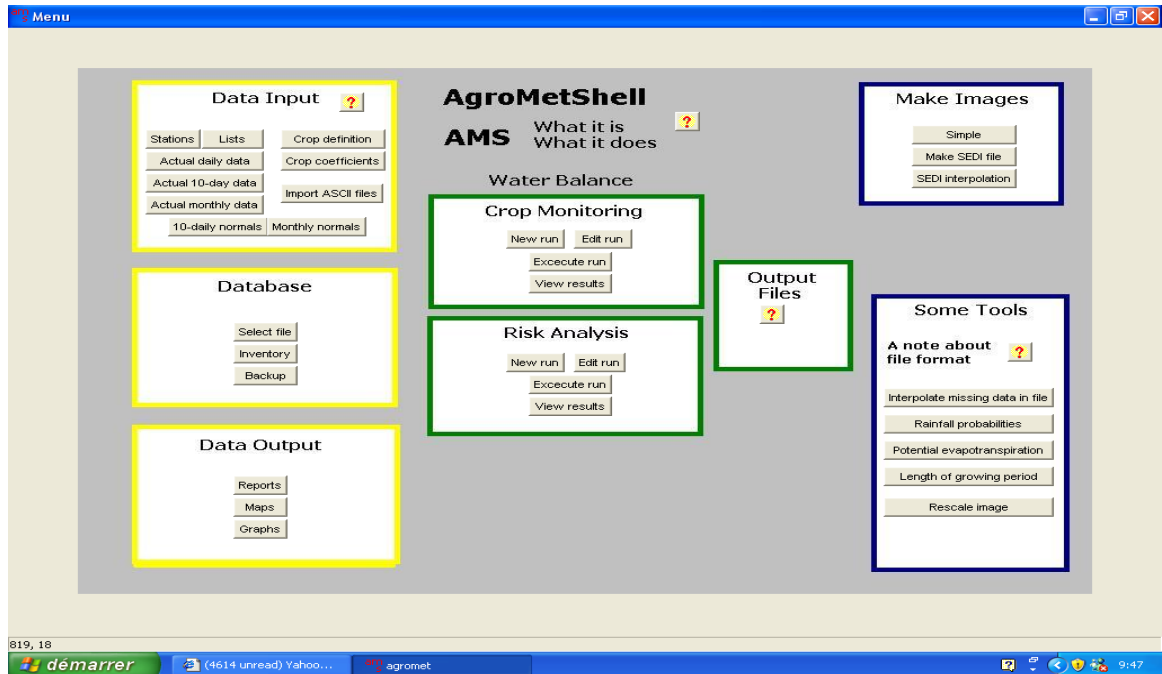 Menu
Data Input ?
Stations Lists Crop definition
Actual daily data Crop coefficients
Actual 10-day data
Import ASCII files
Actual monthly data
10-daily normals Monthly normals
Database
Select file
Inventory
Backup
Data Output
Reports
Maps
Graphs
AgroMetShell
AMS What it is ?
What it does
Water Balance
Crop Monitoring
New run Edit run
Excecute run
View results
Risk Analysis
New run Edit run
Excecute run
View results
Output
Files
?
Make Images
Simple
Make SEDI file
SEDI interpolation
Some Tools
A note about
file format ?
Interpolate missing data in file
Rainfall probabilities
Potential evapotranspiration
Length of growing period
Rescale image
819, 18
démarrer (4614 unread) Yahoo... agromet ? 9:47